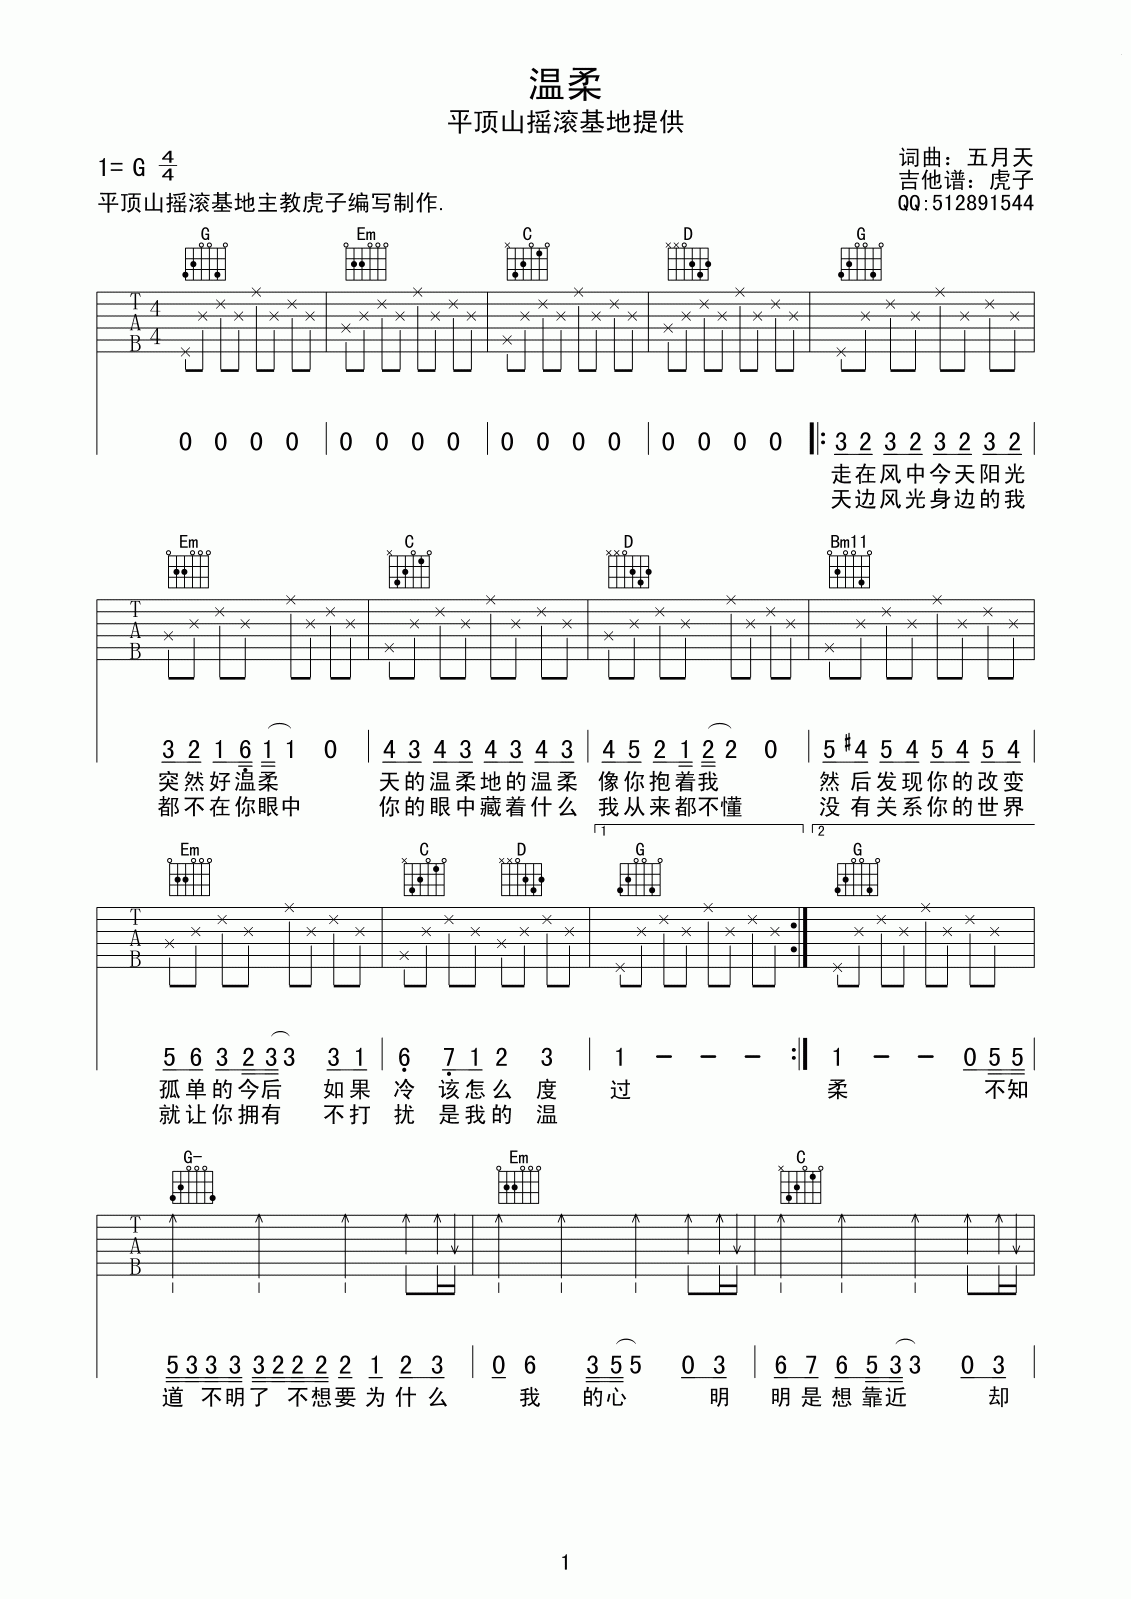 温柔
平顶山摇滚基地提供
1= G 4/4
词曲：五月天
吉他谱：虎子
平顶山摇滚基地主教虎子编写制作.
QQ:512891544
G Em C D G
T A B 4 4
0 0 0 0 0 0 0 0 0 0 0 0 0 0 0 0 3 2 3 2 3 2 3 2
走在风中今天阳光
天边风光身边的我
Em C D Bm11
T A B
3 2 1 6 1 1 0 4 3 4 3 4 3 4 3 4 5 2 1 2 2 0 5 #4 5 4 5 4 5 4
突然好温柔 天的温柔地的温柔 像你抱着我 然后发现你的改变
都不在你眼中 你的眼中藏着什么 我从来都不懂 没有关系你的世界
1 2
Em C D G G
T A B
5 6 3 2 3 3 3 1 6 7 1 2 3 1 - - - 1 - - 0 5 5
孤单的今后 如果 冷 该怎么 度 过 柔 不知
就让你拥有 不打 扰 是我的 温
G- Em C
T A B
5 3 3 3 3 2 2 2 2 1 2 3 0 6 3 5 5 0 3 6 7 6 5 3 3 0 3
道 不明了 不想要为什么 我 的心 明 明是想靠近 却
1